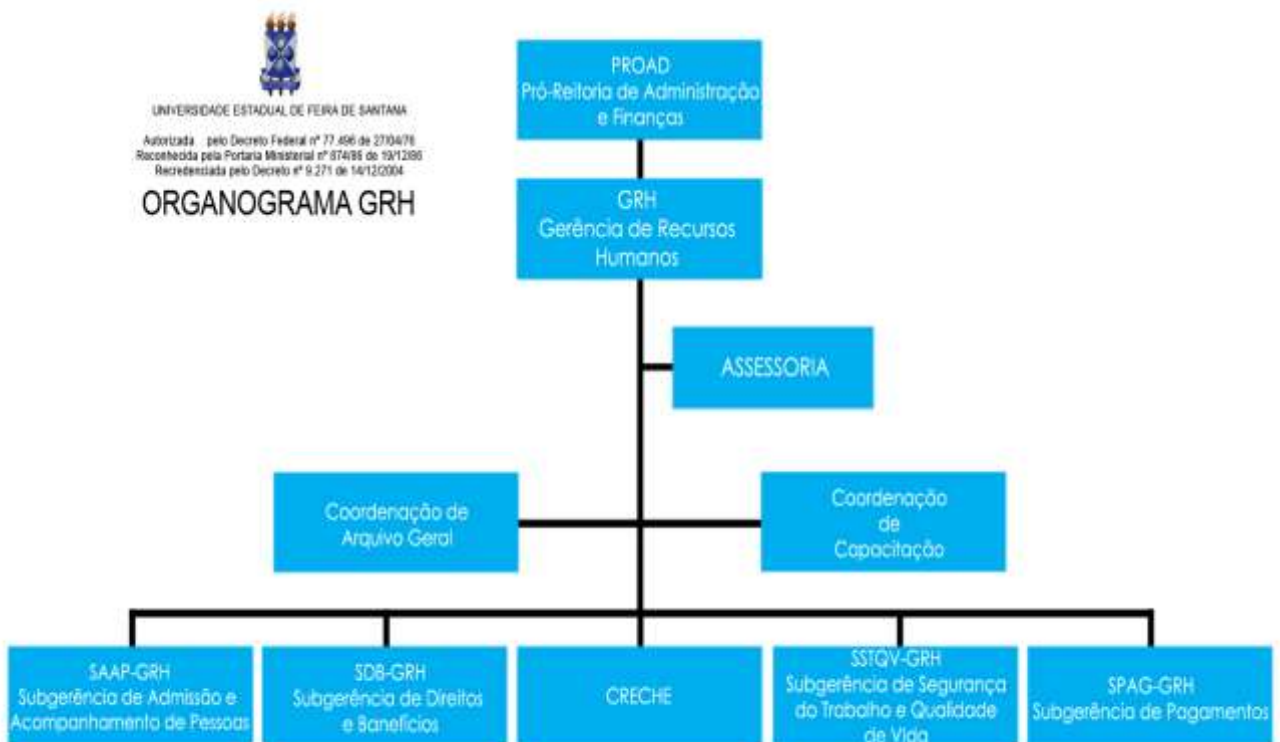 UNIVERSIDADE ESTADUAL DE FEIRA DE SANTANA
Autorizada pelo Decreto Federal nº 77.496 de 27/04/76
Reconhecida pela Portaria Ministerial nº 874/86 de 19/12/86
Recredenciada pelo Decreto nº 9.271 de 14/12/2004
ORGANOGRAMA GRH
PROAD
Pró-Reitoria de Administração
e Finanças
GRH
Gerência de Recursos
Humanos
ASSESSORIA
Coordenação de
Arquivo Geral
Coordenação
de
Capacitação
SAAP-GRH
Subgerência de Admissão e
Acompanhamento de Pessoas
SDB-GRH
Subgerência de Direitos
e Banefícios
CRECHE
SSTQV-GRH
Subgerência de Segurança
do Trabalho e Qualidade
de Vida
SPAG-GRH
Subgerência de Pagamentos